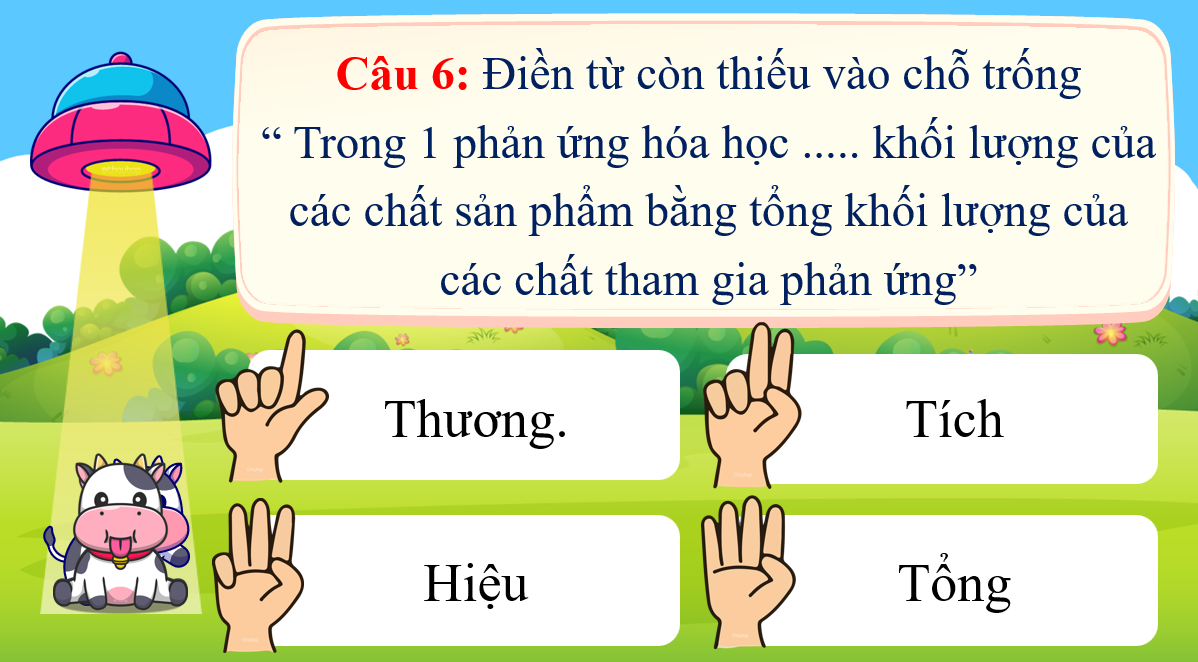 Câu 6: Điền từ còn thiếu vào chỗ trống
“ Trong 1 phản ứng hóa học ..... khối lượng của
các chất sản phẩm bằng tổng khối lượng của
các chất tham gia phản ứng”
Thương.
Tích
Hiệu
Tổng